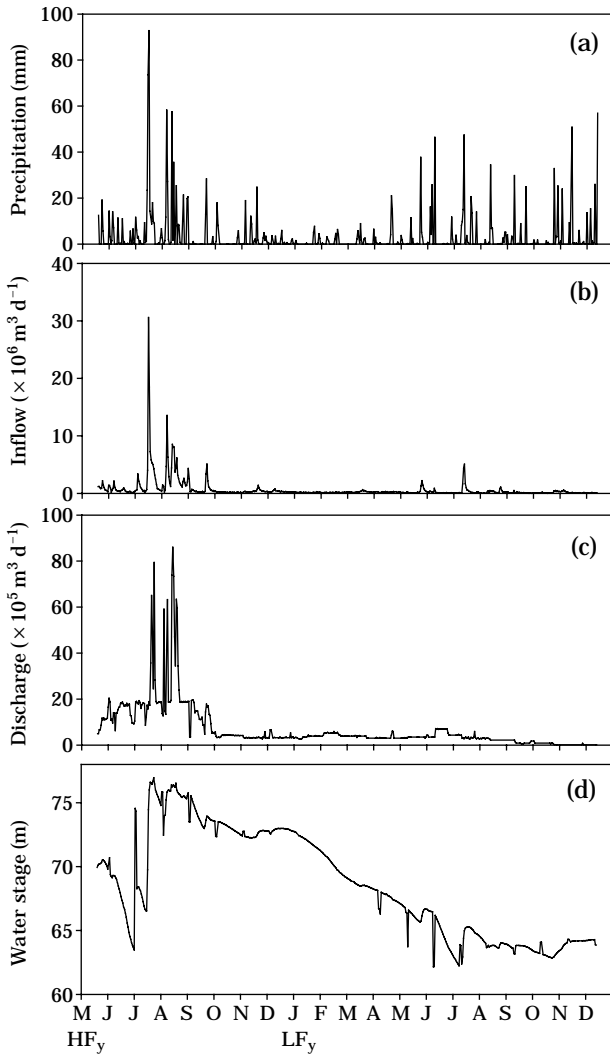 100
80
60
40
20
0
Precipitation (mm)
(a)
40
30
20
10
0
Inflow (× 10⁶ m³ d⁻¹)
(b)
100
80
60
40
20
0
Discharge (× 10⁵ m³ d⁻¹)
(c)
75
70
65
60
Water stage (m)
(d)
M J J A S O N D J F M A M J J A S O N D
HFy LFy